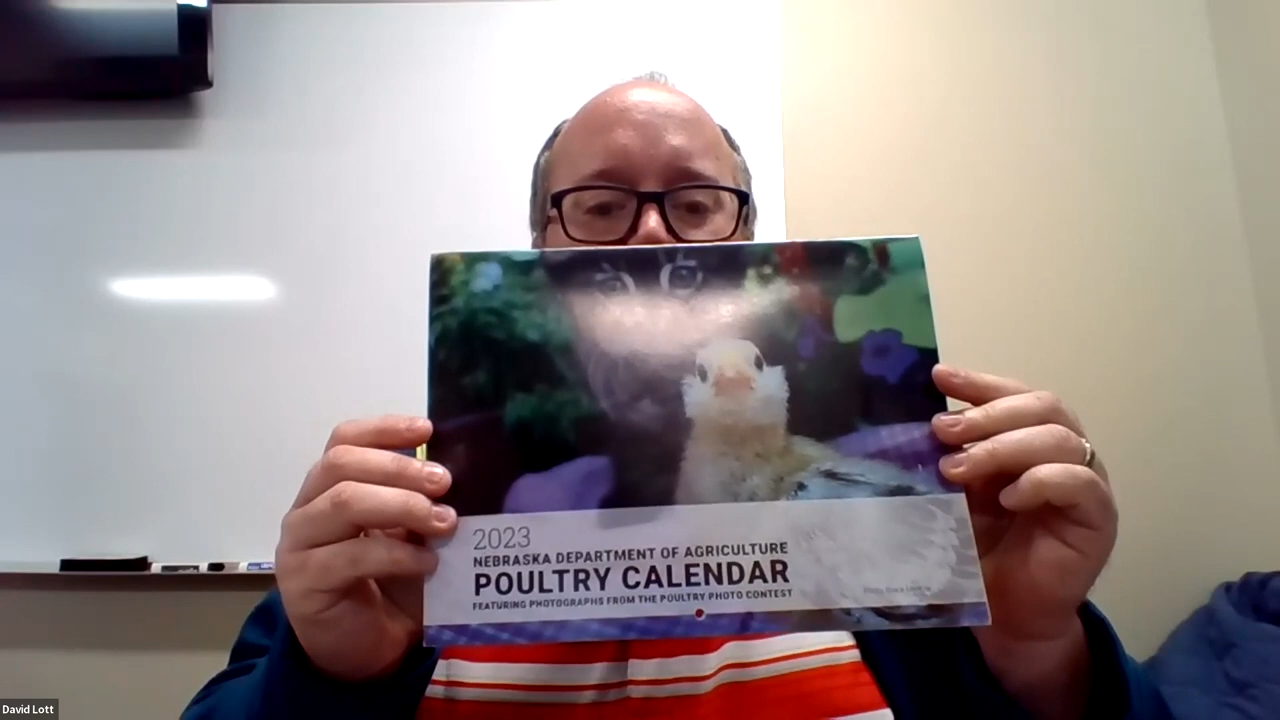 2023
NEBRASKA DEPARTMENT OF AGRICULTURE
POULTRY CALENDAR
FEATURING PHOTOGRAPHS FROM THE POULTRY PHOTO CONTEST
David Lott